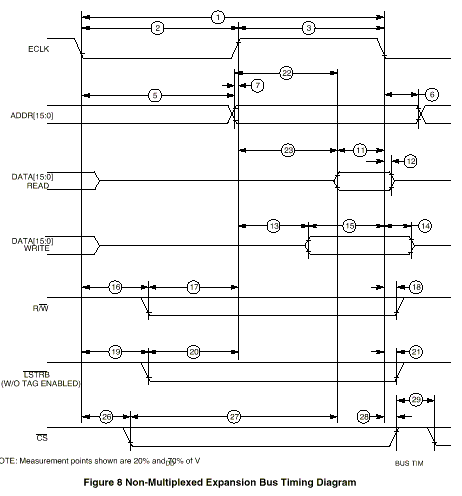 1
2
3
ECLK
22
7
5
6
ADDR[15:0]
23
11
12
DATA[15:0]
READ
13
15
14
DATA[15:0]
WRITE
16
17
18
R/W
19
20
21
LSTRB
(W/O TAG ENABLED)
29
26
27
28
CS
OTE: Measurement points shown are 20% and 70% of V
DD
BUS TIM
Figure 8 Non-Multiplexed Expansion Bus Timing Diagram